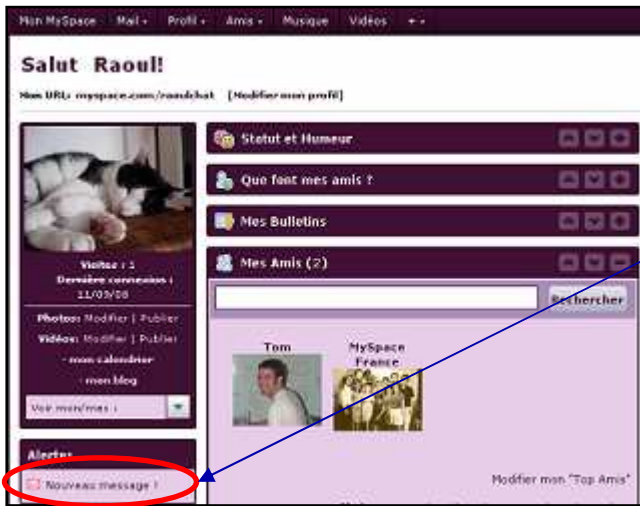 Mon MySpace Mail Profil Amis Musique Vidéos +
Salut Raoul!
Mon URL: myspace.com/raoulchat [Modifier mon profil]
Visites : 1
Dernière connexion :
11/09/08
Photos: Modifier | Publier
Vidéos: Modifier | Publier
- mon calendrier
- mon blog
Voir mon/mes :
Alertes
Nouveau message !
Statut et Humeur
Que font mes amis ?
Mes Bulletins
Mes Amis (2)
Rechercher
Tom
MySpace
France
Modifier mon "Top Amis"